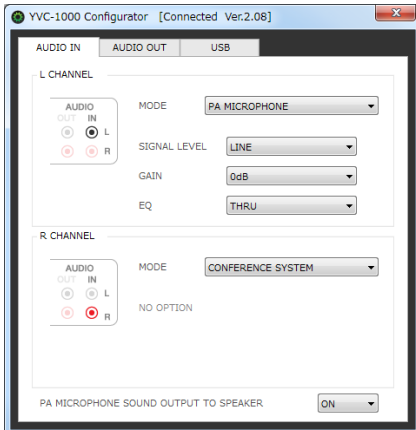 YVC-1000 Configurator [Connected Ver.2.08]
AUDIO IN AUDIO OUT USB
L CHANNEL
AUDIO
OUT IN
L
R
MODE PA MICROPHONE
SIGNAL LEVEL LINE
GAIN 0dB
EQ THRU
R CHANNEL
AUDIO
OUT IN
L
R
MODE CONFERENCE SYSTEM
NO OPTION
PA MICROPHONE SOUND OUTPUT TO SPEAKER ON